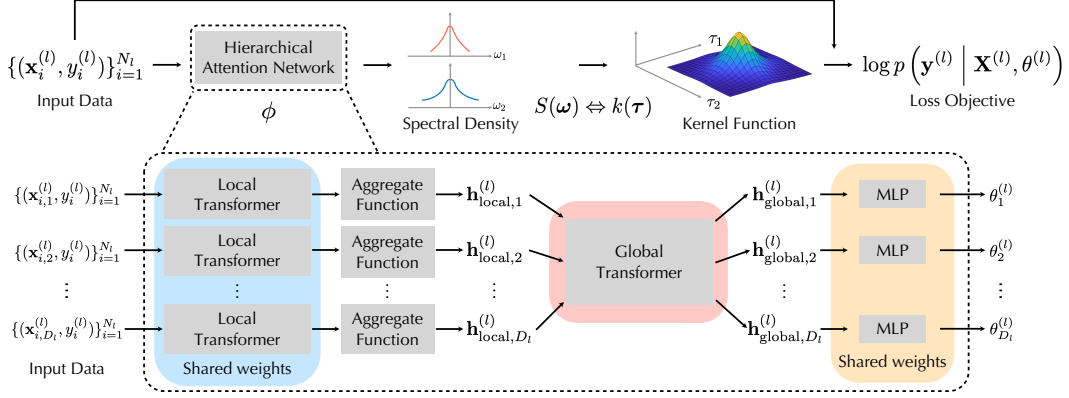 {(𝐱_i^{(l)}, y_i^{(l)})}_{i=1}^{N_l}
Input Data
Hierarchical
Attention Network
ϕ
ω_1
ω_2
Spectral Density
S(𝝎) ⇔ k(𝝉)
τ_1
τ_2
Kernel Function
log p (𝐲^{(l)} | 𝐗^{(l)}, θ^{(l)})
Loss Objective
{(𝐱_{i,1}^{(l)}, y_i^{(l)})}_{i=1}^{N_l}
Local
Transformer
Aggregate
Function
𝐡_{local,1}^{(l)}
𝐡_{global,1}^{(l)}
MLP
θ_1^{(l)}
{(𝐱_{i,2}^{(l)}, y_i^{(l)})}_{i=1}^{N_l}
Local
Transformer
Aggregate
Function
𝐡_{local,2}^{(l)}
Global
Transformer
𝐡_{global,2}^{(l)}
MLP
θ_2^{(l)}
⋯ ⋮ ⋮ ⋮ ⋮ ⋯
{(𝐱_{i,D_l}^{(l)}, y_i^{(l)})}_{i=1}^{N_l}
Local
Transformer
Aggregate
Function
𝐡_{local,D_l}^{(l)}
𝐡_{global,D_l}^{(l)}
MLP
θ_{D_l}^{(l)}
Input Data
Shared weights
Shared weights